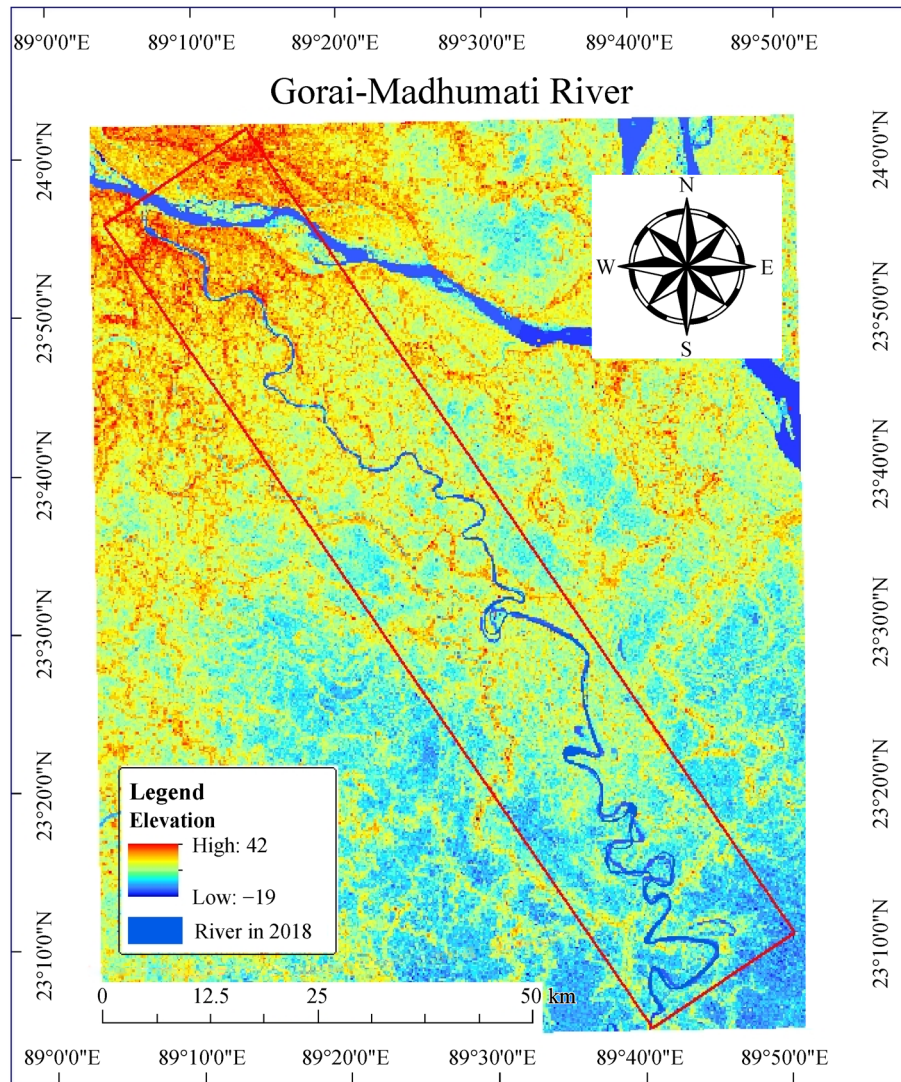 89°0'0"E 89°10'0"E 89°20'0"E 89°30'0"E 89°40'0"E 89°50'0"E
Gorai-Madhumati River
24°0'0"N
24°0'0"N
N
W
E
S
23°50'0"N
23°50'0"N
23°40'0"N
23°40'0"N
23°30'0"N
23°30'0"N
23°20'0"N
23°20'0"N
Legend
Elevation
High: 42
Low: −19
River in 2018
23°10'0"N
23°10'0"N
0 12.5 25 50 km
89°0'0"E 89°10'0"E 89°20'0"E 89°30'0"E 89°40'0"E 89°50'0"E